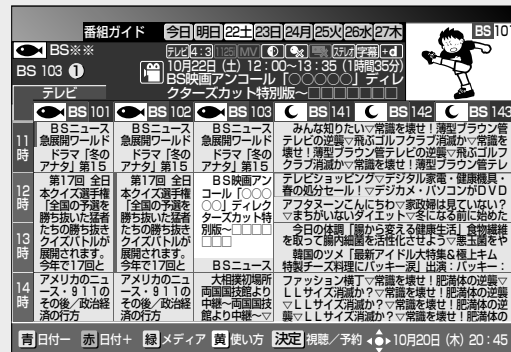 番組ガイド 今日 明日 22土 23日 24月 25火 26水 27木
BS 101
BS※※
テレビ 4:3 1125i MV ステレオ 字幕 +d
BS 103 ①
10月22日(土)12:00~13:35(1時間35分)
BS映画アンコール「○○○○○」ディレ
クターズカット特別版~□□□□□□
テレビ
BS 101 BS 102 BS 103 BS 141 BS 142 BS 143
11時
BSニュース
急展開ワールド
ドラマ「冬の
アナタ」第15
BSニュース
急展開ワールド
ドラマ「冬の
アナタ」第15
BSニュース
急展開ワールド
ドラマ「冬の
アナタ」第15
みんな知りたい▽常識を壊せ!薄型ブラウン管
テレビの逆襲▽飛ぶゴルフクラブ消滅か▽常識を
壊せ!薄型ブラウン管テレビの逆襲▽飛ぶゴルフ
クラブ消滅か▽常識を壊せ!薄型ブラウン管テレ
12時
第17回 全日
本クイズ選手権
「全国の予選を
勝ち抜いた猛者
たちの勝ち抜き
クイズバトルが
展開されます。
今年で17回と
第17回 全日
本クイズ選手権
「全国の予選を
勝ち抜いた猛者
たちの勝ち抜き
クイズバトルが
展開されます。
今年で17回と
BS映画アン
コール「○○○
○○」ディレク
ターズカット特
別版~□□□□
□□□
BSニュース
テレビショッピング▽デジタル家電・健康機具・
春の処分セール!▽デジカメ・パソコンがDVD
アフタヌーンこんにちわ▽家政婦は見ていない?
▽まちがいないダイエット▽冬になる前に始めた
13時
今日の体調「腸から変える健康生活」食物繊維
を取って腸内細菌を活性化させよう▽悪玉菌をや
韓国のツメ「最新アイドル大特集&極上キム
特製チーズ料理にバッキー涙」出演:バッキー・
14時
アメリカのニュ
ース・911の
その後/政治経
済の行方
アメリカのニュ
ース・911の
その後/政治経
済の行方
大相撲初場所
両国国技館より
中継~両国国技
館より中継~▽
ファッション横丁▽常識を壊せ!肥満体の逆襲▽
LLサイズ消滅か?▽常識を壊せ!肥満体の逆襲
▽LLサイズ消滅か?▽常識を壊せ!肥満体の逆
襲▽LLサイズ消滅か?▽常識を壊せ!肥満体の逆
青 日付− 赤 日付+ 緑 メディア 黄 使い方 決定 視聴/予約 10月20日(木)20:45